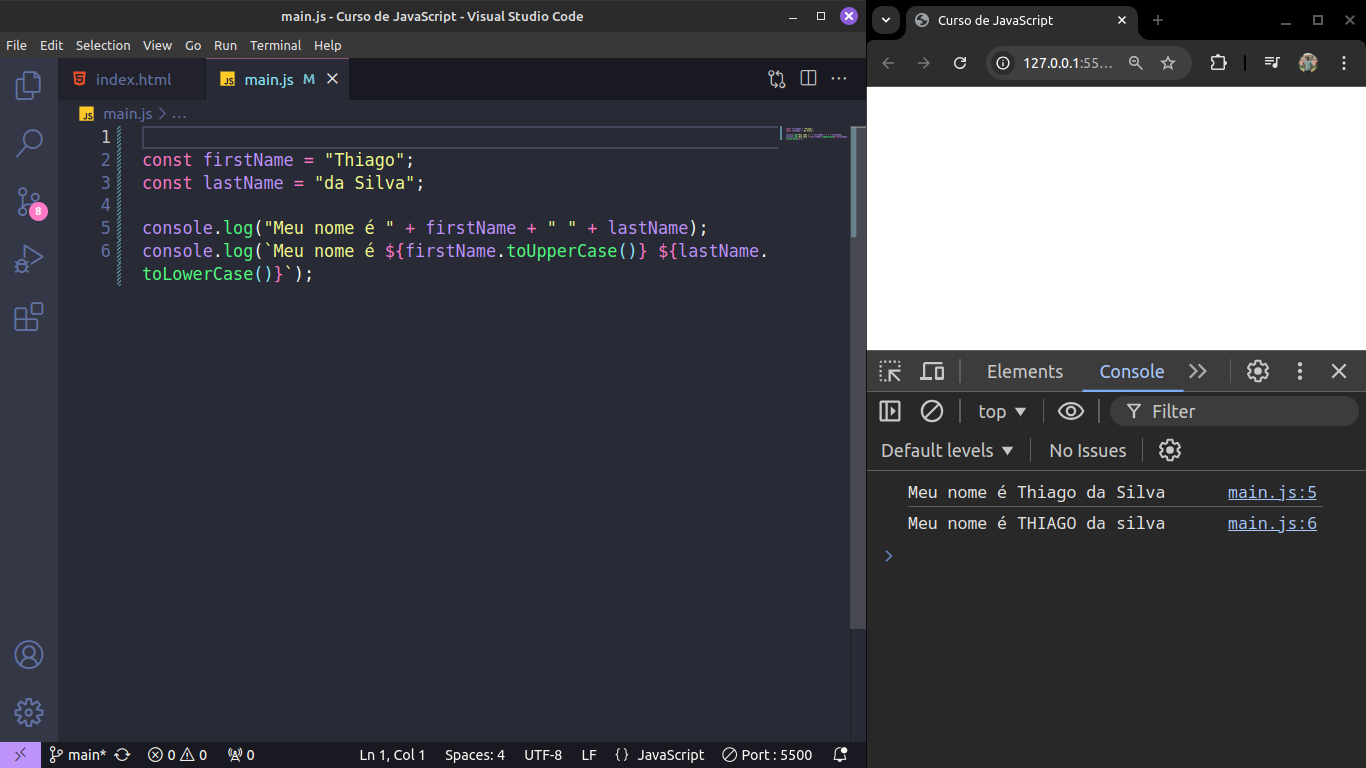 main.js - Curso de JavaScript - Visual Studio Code
File Edit Selection View Go Run Terminal Help
index.html
JS main.js M
JS main.js > ...
1
2 const firstName = "Thiago";
3 const lastName = "da Silva";
4
5 console.log("Meu nome é " + firstName + " " + lastName);
6 console.log(`Meu nome é ${firstName.toUpperCase()} ${lastName.
toLowerCase()}`);
8
main* 0 0 0 Ln 1, Col 1 Spaces: 4 UTF-8 LF {} JavaScript Port : 5500
Curso de JavaScript
127.0.0.1:55...
Elements Console
top Filter
Default levels No Issues
Meu nome é Thiago da Silva main.js:5
Meu nome é THIAGO da silva main.js:6